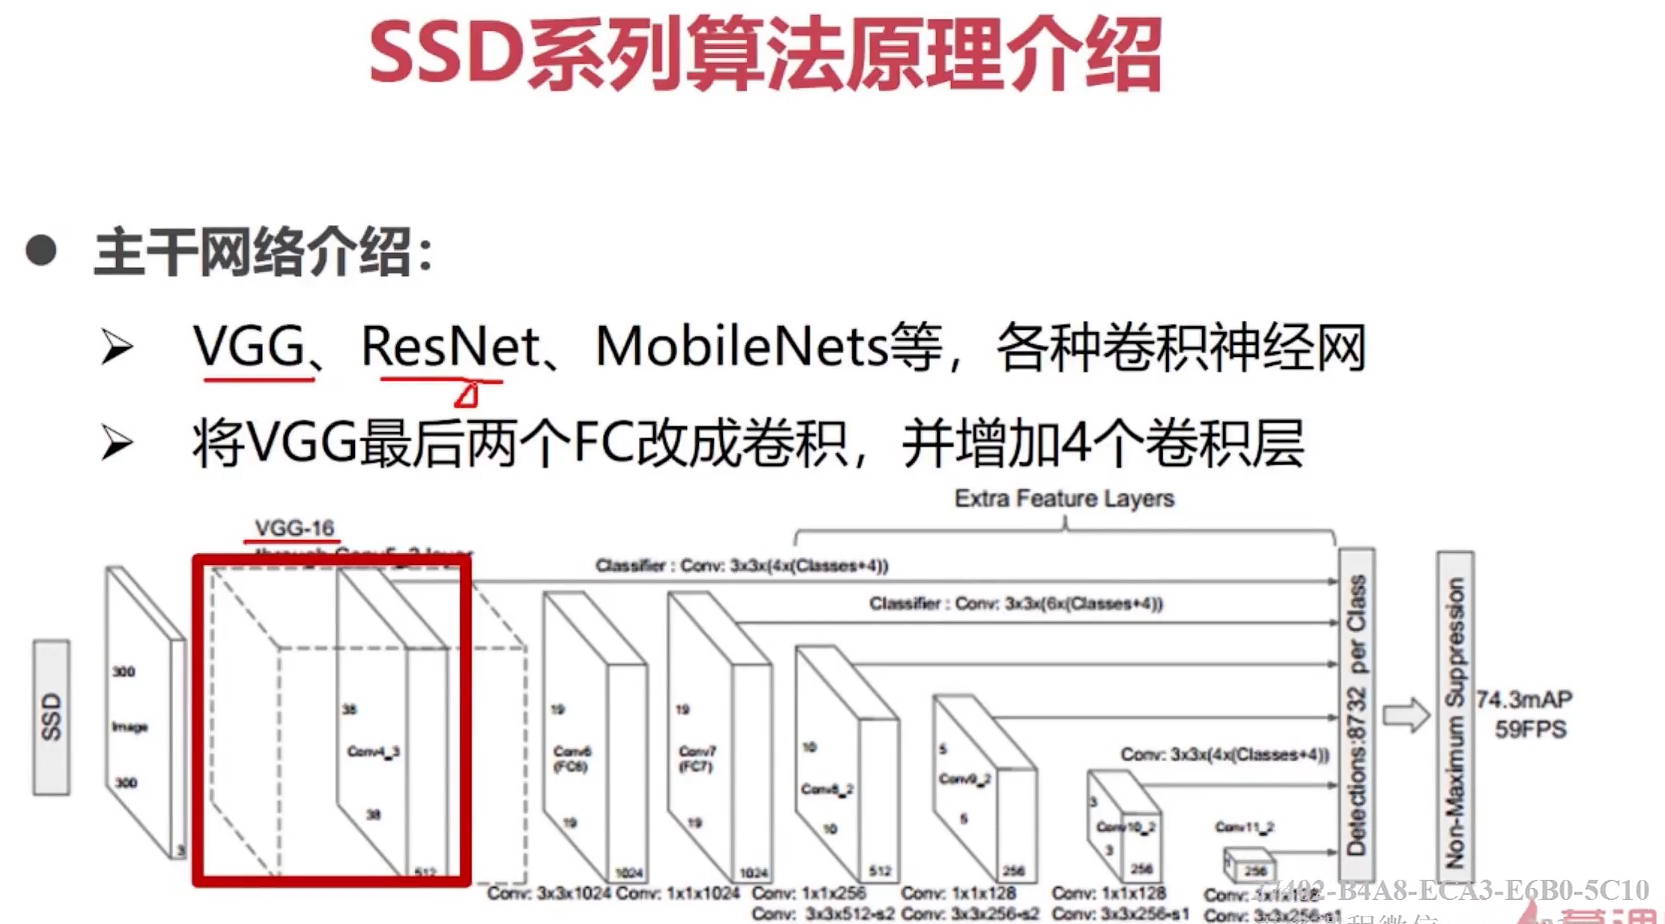 SSD系列算法原理介绍
主干网络介绍：
VGG、ResNet、MobileNets等，各种卷积神经网
将VGG最后两个FC改成卷积，并增加4个卷积层
Extra Feature Layers
VGG-16
through Conv5_3 layer
Classifier : Conv: 3x3x(4x(Classes+4))
Classifier : Conv: 3x3x(6x(Classes+4))
Conv: 3x3x(4x(Classes+4))
SSD
300
Image
300
3
38
Conv4_3
38
512
19
Conv6
(FC6)
19
1024
19
Conv7
(FC7)
19
1024
10
Conv8_2
10
512
5
Conv9_2
5
256
3
Conv10_2
3
256
Conv11_2
1
256
Detections:8732 per Class
Non-Maximum Suppression
74.3mAP
59FPS
Conv: 3x3x1024 Conv: 1x1x1024 Conv: 1x1x256 Conv: 1x1x128 Conv: 1x1x128 Conv: 1x1x128
Conv: 3x3x512-s2 Conv: 3x3x256-s2 Conv: 3x3x256-s1 Conv: 3x3x256-s1
402-B4A8-ECA3-E6B0-5C10